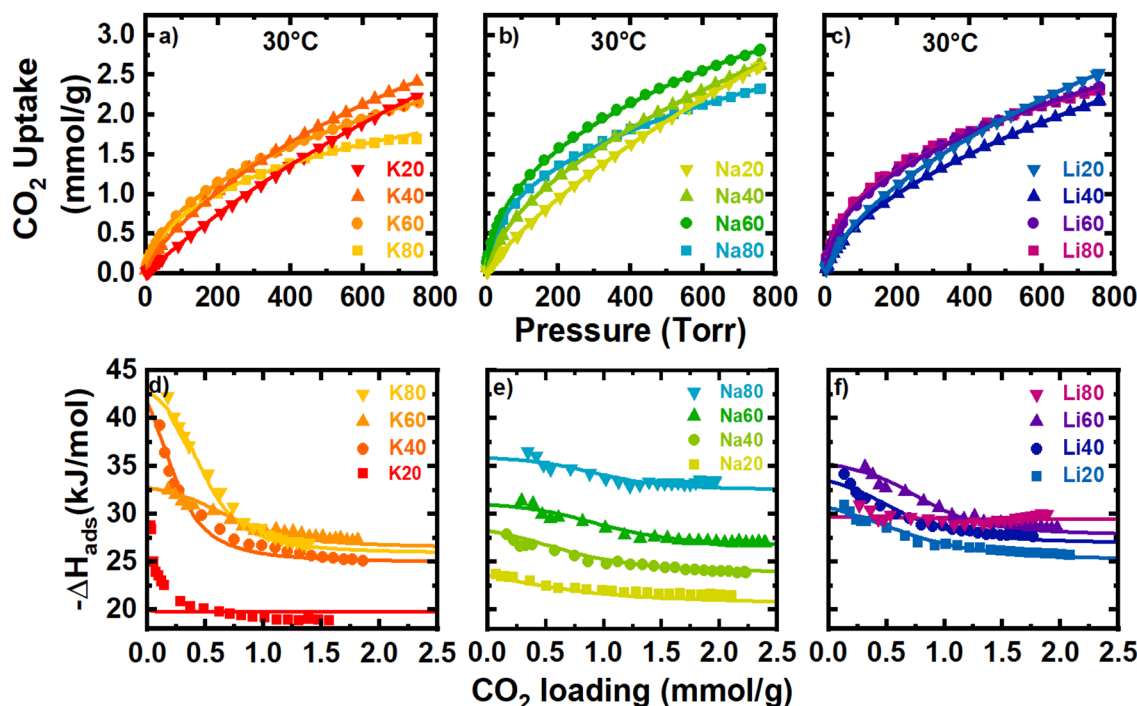 a)
30°C
K20
K40
K60
K80
b)
30°C
Na20
Na40
Na60
Na80
c)
30°C
Li20
Li40
Li60
Li80
CO2 Uptake
(mmol/g)
3.0
2.5
2.0
1.5
1.0
0.5
0.0
0 200 400 600 800
0 200 400 600 800
0 200 400 600 800
Pressure (Torr)
d)
K80
K60
K40
K20
e)
Na80
Na60
Na40
Na20
f)
Li80
Li60
Li40
Li20
-ΔHads(kJ/mol)
45
40
35
30
25
20
0.0 0.5 1.0 1.5 2.0 2.5
0.0 0.5 1.0 1.5 2.0 2.5
0.0 0.5 1.0 1.5 2.0 2.5
CO2 loading (mmol/g)